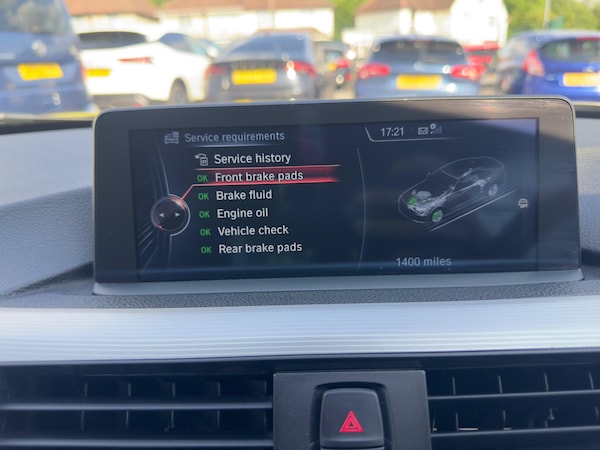 Service requirements
17:21
Service history
OK Front brake pads
OK Brake fluid
OK Engine oil
OK Vehicle check
OK Rear brake pads
1400 miles